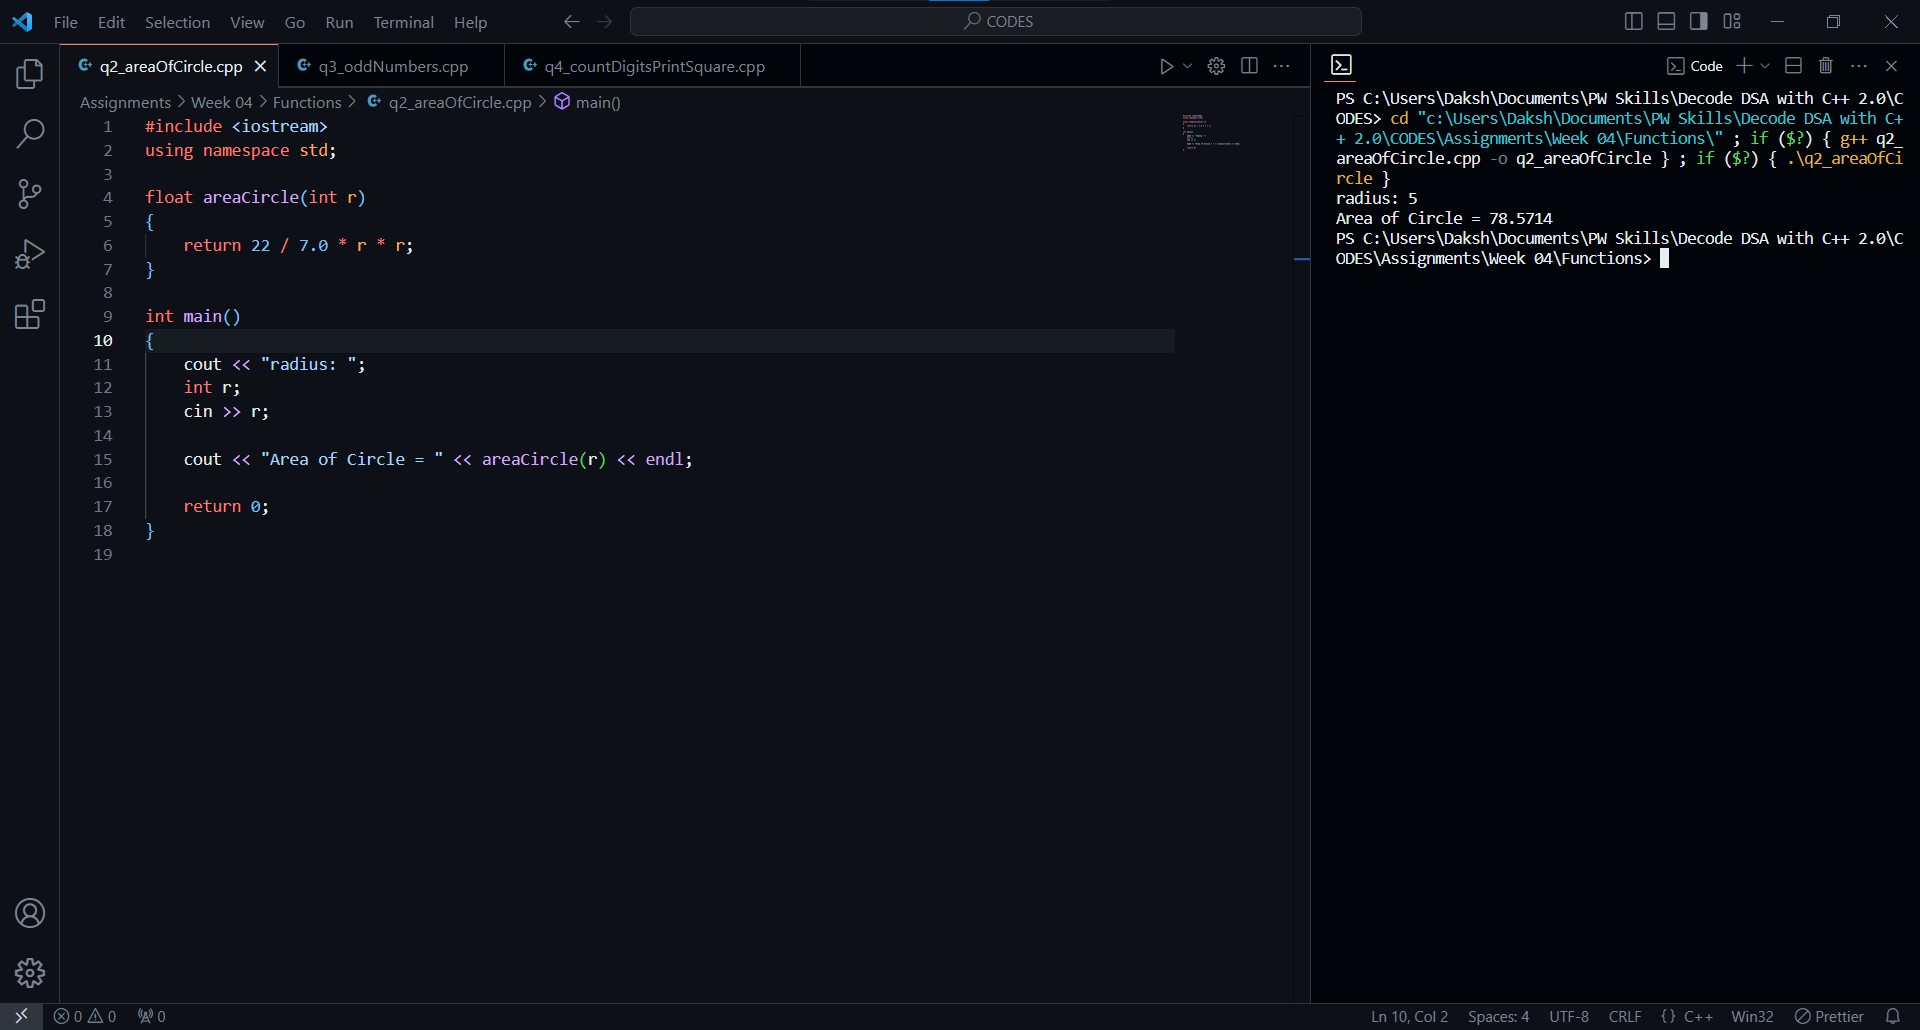 File Edit Selection View Go Run Terminal Help
CODES
q2_areaOfCircle.cpp
q3_oddNumbers.cpp
q4_countDigitsPrintSquare.cpp
Assignments > Week 04 > Functions > q2_areaOfCircle.cpp > main()
1 #include <iostream>
2 using namespace std;
3
4 float areaCircle(int r)
5 {
6 return 22 / 7.0 * r * r;
7 }
8
9 int main()
10 {
11 cout << "radius: ";
12 int r;
13 cin >> r;
14
15 cout << "Area of Circle = " << areaCircle(r) << endl;
16
17 return 0;
18 }
19
Code
PS C:\Users\Daksh\Documents\PW Skills\Decode DSA with C++ 2.0\C
ODES> cd "c:\Users\Daksh\Documents\PW Skills\Decode DSA with C+
+ 2.0\CODES\Assignments\Week 04\Functions\" ; if ($?) { g++ q2_
areaOfCircle.cpp -o q2_areaOfCircle } ; if ($?) { .\q2_areaOfCi
rcle }
radius: 5
Area of Circle = 78.5714
PS C:\Users\Daksh\Documents\PW Skills\Decode DSA with C++ 2.0\C
ODES\Assignments\Week 04\Functions>
0 0 0
Ln 10, Col 2 Spaces: 4 UTF-8 CRLF {} C++ Win32 Prettier